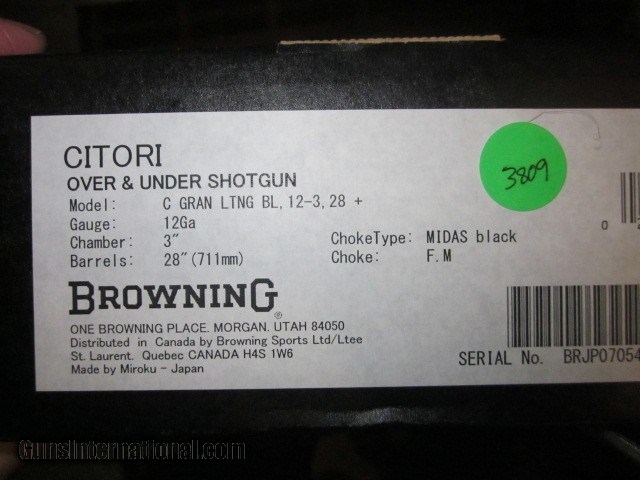 CITORI
OVER & UNDER SHOTGUN
Model: C GRAN LTNG BL, 12-3, 28 +
Gauge: 12Ga
Chamber: 3"
Barrels: 28"(711mm)
ChokeType: MIDAS black
Choke: F.M
3809
BROWNING®
ONE BROWNING PLACE. MORGAN. UTAH 84050
Distributed in Canada by Browning Sports Ltd/Ltee
St. Laurent. Quebec CANADA H4S 1W6
Made by Miroku - Japan
0
SERIAL No. BRJP07054
GunsInternational.com